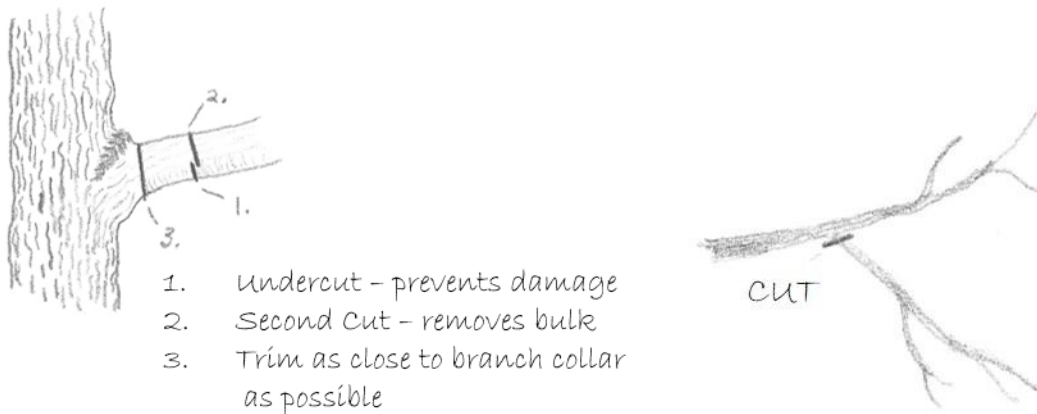 2.
1.
3.
1. Undercut – prevents damage
2. Second Cut – removes bulk
3. Trim as close to branch collar
as possible
CUT